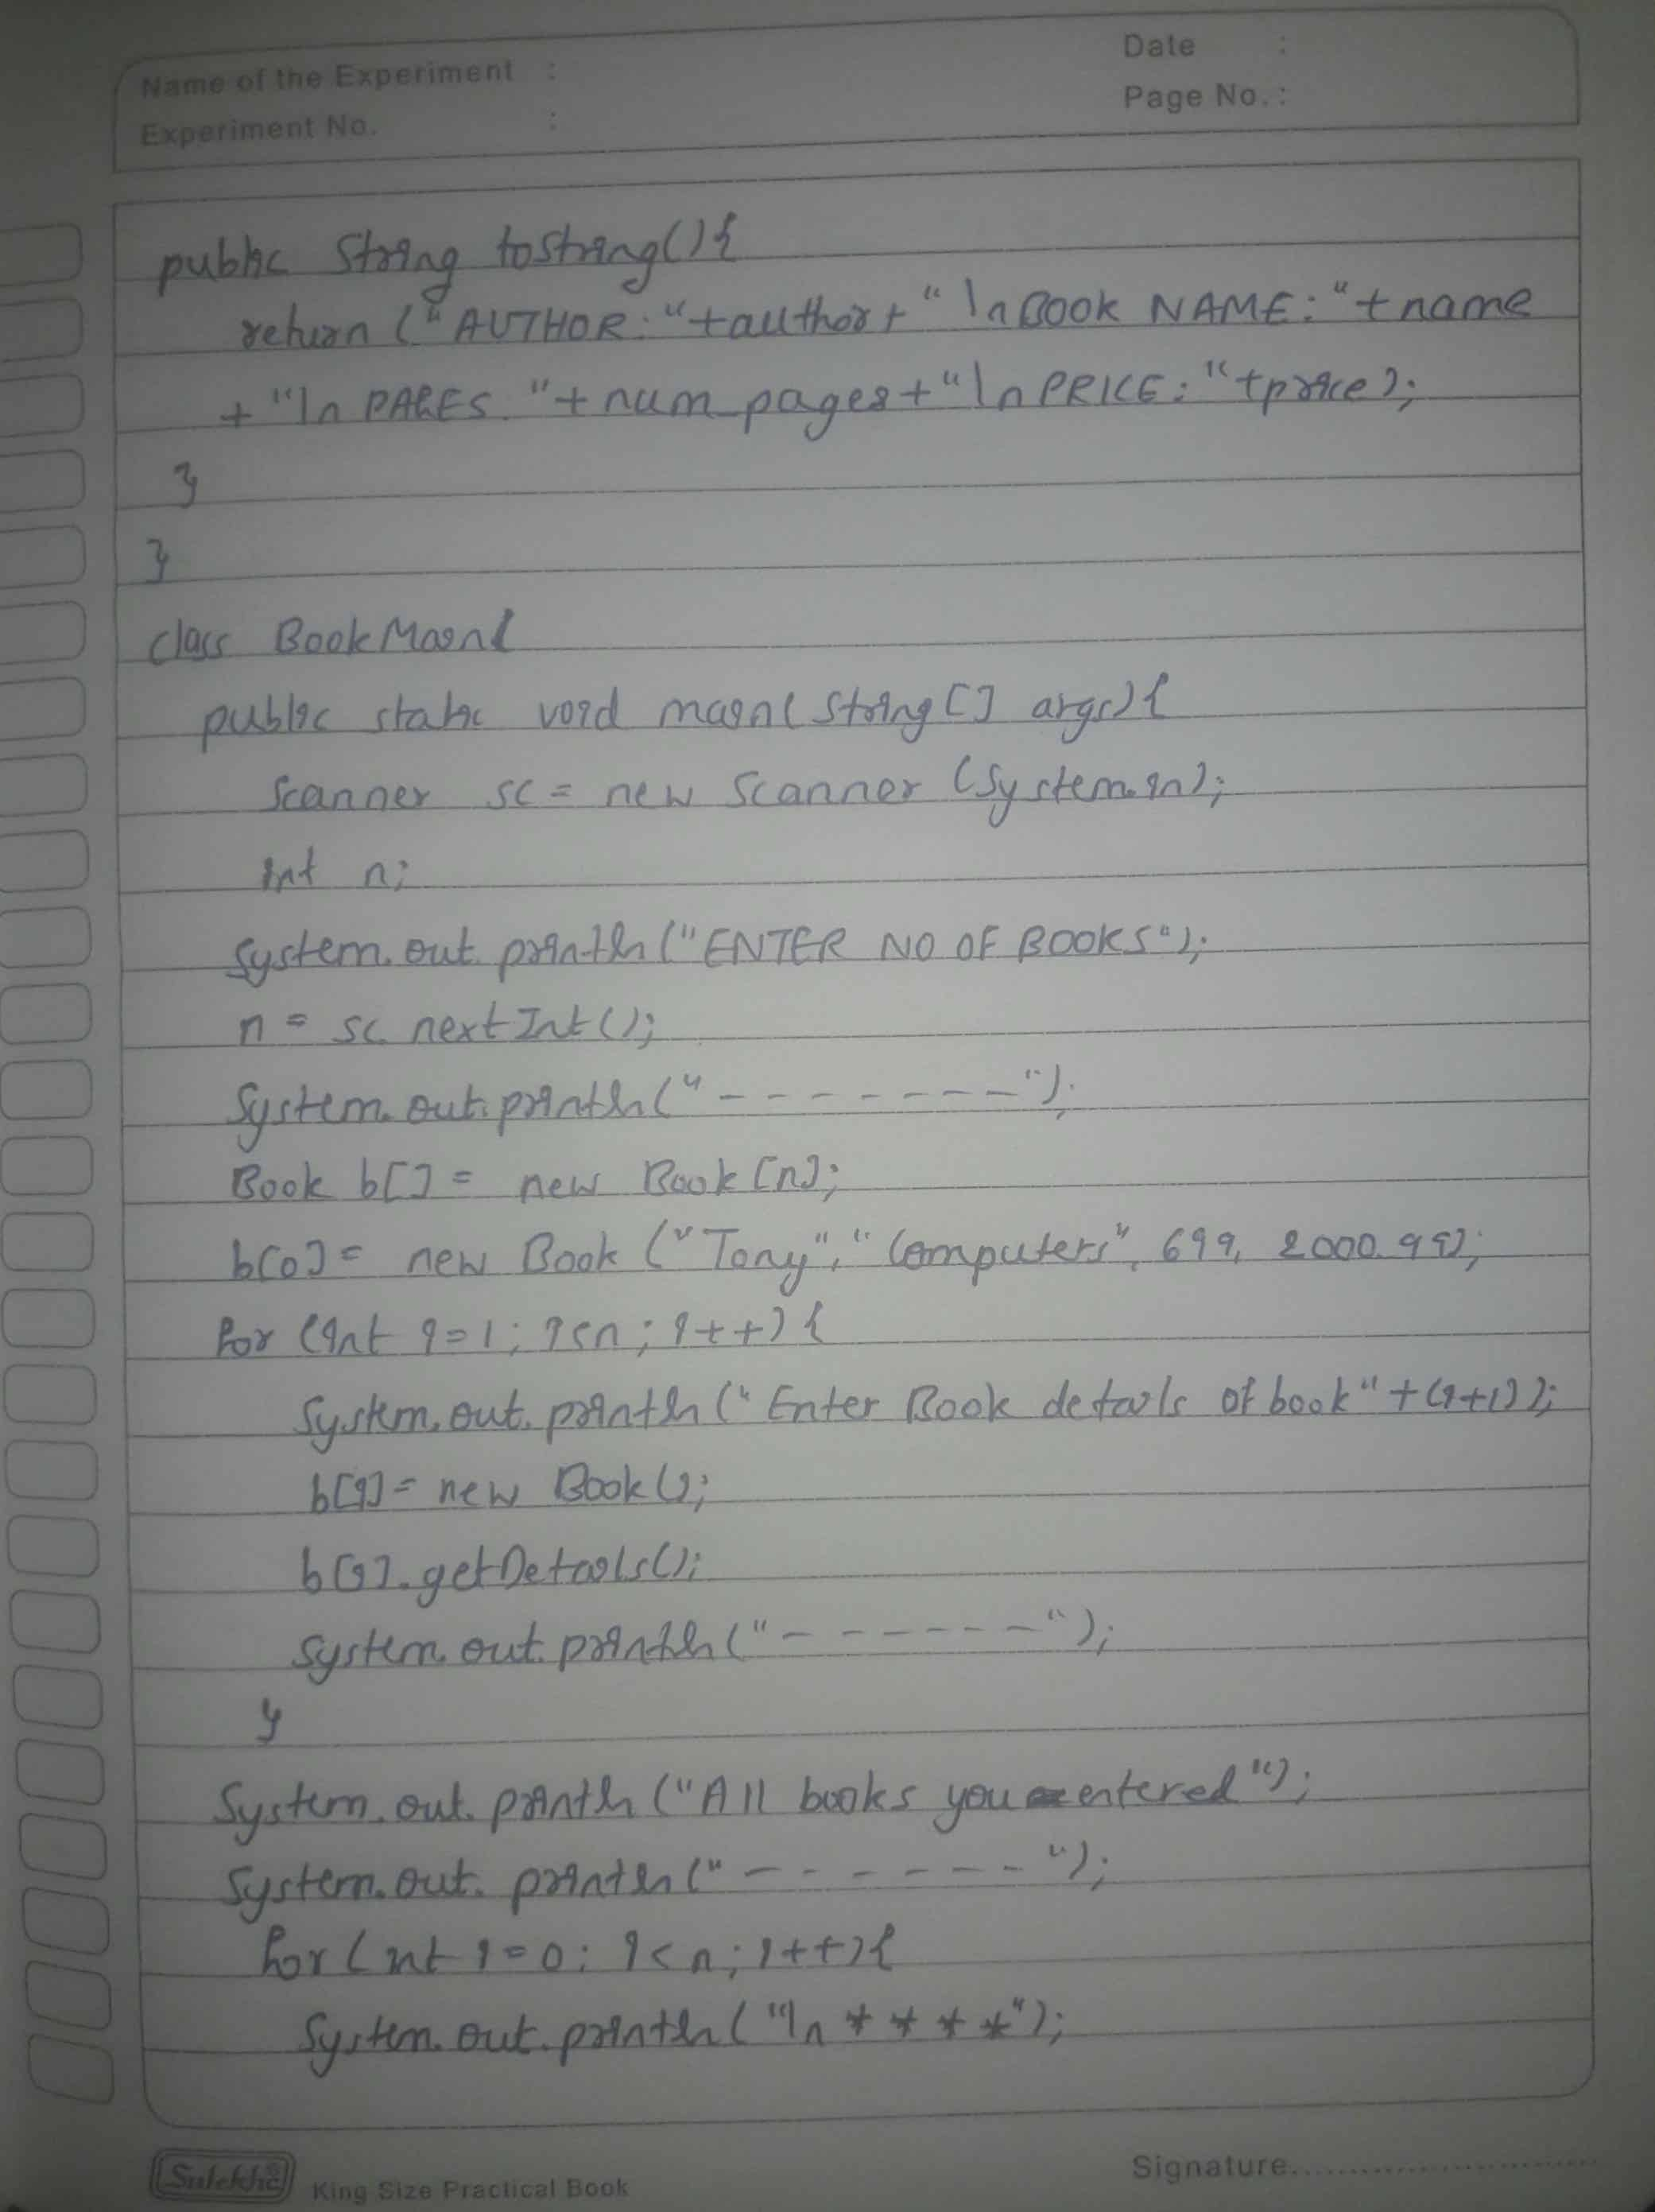 Name of the Experiment :
Date :
Experiment No. :
Page No. :
public String toString(){
return ("AUTHOR:"+author+"\nBOOK NAME:"+name
+"\nPAGES:"+num_pages+"\nPRICE:"+price);
}
}
class BookMain{
public static void main(String[] args){
Scanner sc = new Scanner (System.in);
int n;
System.out.println("ENTER NO OF BOOKS");
n = sc.nextInt();
System.out.println("--------");
Book b[] = new Book[n];
b[0] = new Book ("Tony","Computers", 699, 2000.99);
for (int i=1; i<n; i++){
System.out.println("Enter Book details of book"+(i+1));
b[i] = new Book();
b[i].getDetails();
System.out.println("-------");
}
System.out.println("All books you entered");
System.out.println("-------");
for(int i=0; i<n; i++){
System.out.println("\n****");
Sulekha
King Size Practical Book
Signature